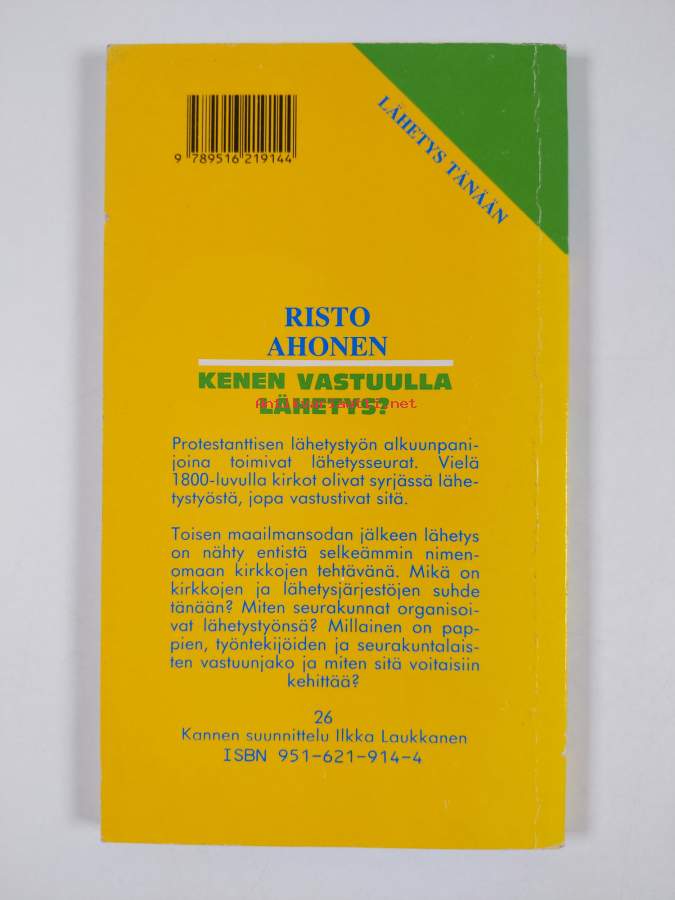 9 789516 219144
LÄHETYS TÄNÄÄN
RISTO
AHONEN
KENEN VASTUULLA
LÄHETYS?
Protestanttisen lähetystyön alkuunpani-
joina toimivat lähetysseurat. Vielä
1800-luvulla kirkot olivat syrjässä lähe-
tystyöstä, jopa vastustivat sitä.
Toisen maailmansodan jälkeen lähetys
on nähty entistä selkeämmin nimen-
omaan kirkkojen tehtävänä. Mikä on
kirkkojen ja lähetysjärjestöjen suhde
tänään? Miten seurakunnat organisoi-
vat lähetystyönsä? Millainen on pap-
pien, työntekijöiden ja seurakuntalais-
ten vastuunjako ja miten sitä voitaisiin
kehittää?
26
Kannen suunnittelu Ilkka Laukkanen
ISBN 951-621-914-4